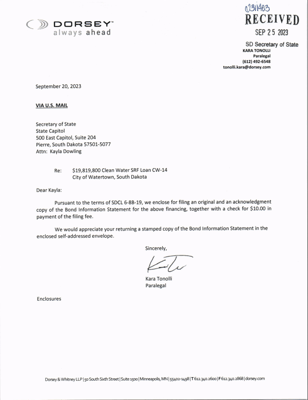 DORSEY
always ahead
RECEIVED
SEP 25 2023
SD Secretary of State
KARA TONOLLI
Paralegal
(612) 492-6548
tonolli.kara@dorsey.com
September 20, 2023
VIA U.S. MAIL
Secretary of State
State Capitol
500 East Capitol, Suite 204
Pierre, South Dakota 57501-5077
Attn: Kayla Dowling
Re: $19,819,800 Clean Water SRF Loan CW-14
City of Watertown, South Dakota
Dear Kayla:
Pursuant to the terms of SDCL 6-8B-19, we enclose for filing an original and an acknowledgment
copy of the Bond Information Statement for the above financing, together with a check for $10.00 in
payment of the filing fee.
We would appreciate your returning a stamped copy of the Bond Information Statement in the
enclosed self-addressed envelope.
Sincerely,
Kara Tonolli
Paralegal
Enclosures
Dorsey & Whitney LLP | 50 South Sixth Street | Suite 1500 | Minneapolis, MN | 55402-1498 | T 612.340.2600 | F 612.340.2868 | dorsey.com